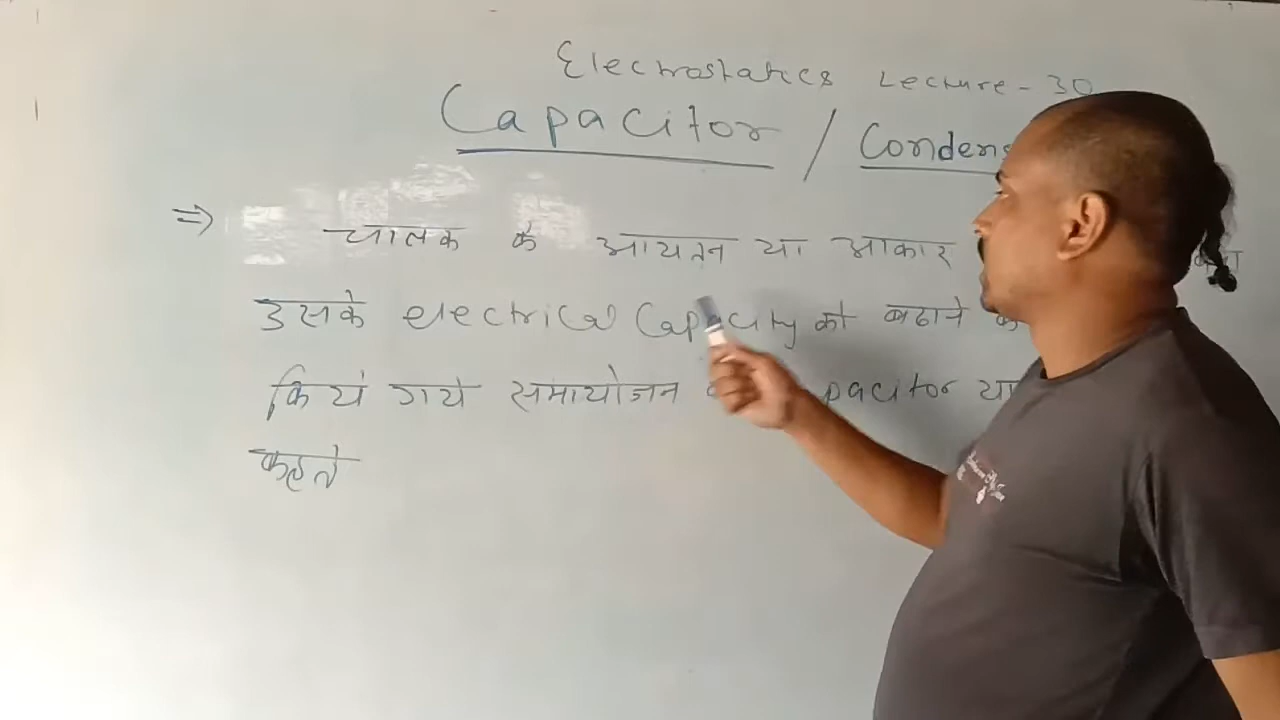 Electrostatics Lecture - 30
Capacitor / Condens
⇒ चालक के आयतन या आकार
उसके electrical Capacity को बढाने के
किये गये समायोजन pacitor या
कहते